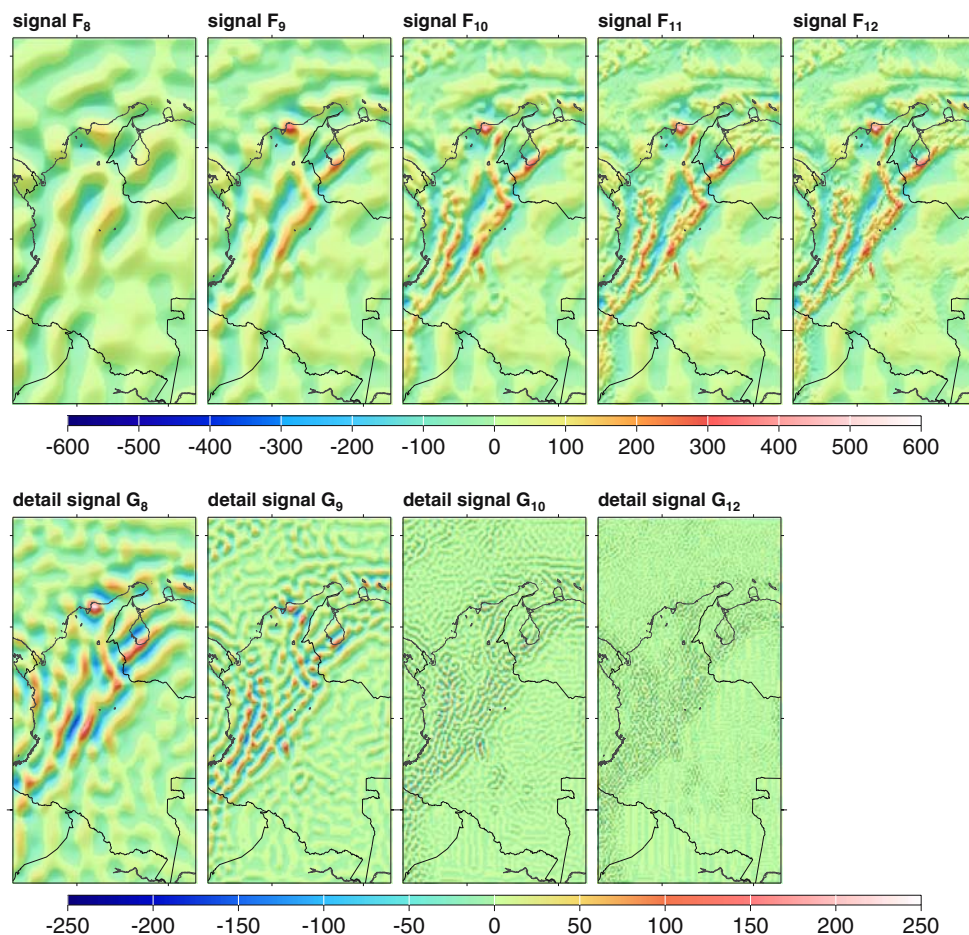 signal F₈ signal F₉ signal F₁₀ signal F₁₁ signal F₁₂
-600 -500 -400 -300 -200 -100 0 100 200 300 400 500 600
detail signal G₈ detail signal G₉ detail signal G₁₀ detail signal G₁₂
-250 -200 -150 -100 -50 0 50 100 150 200 250